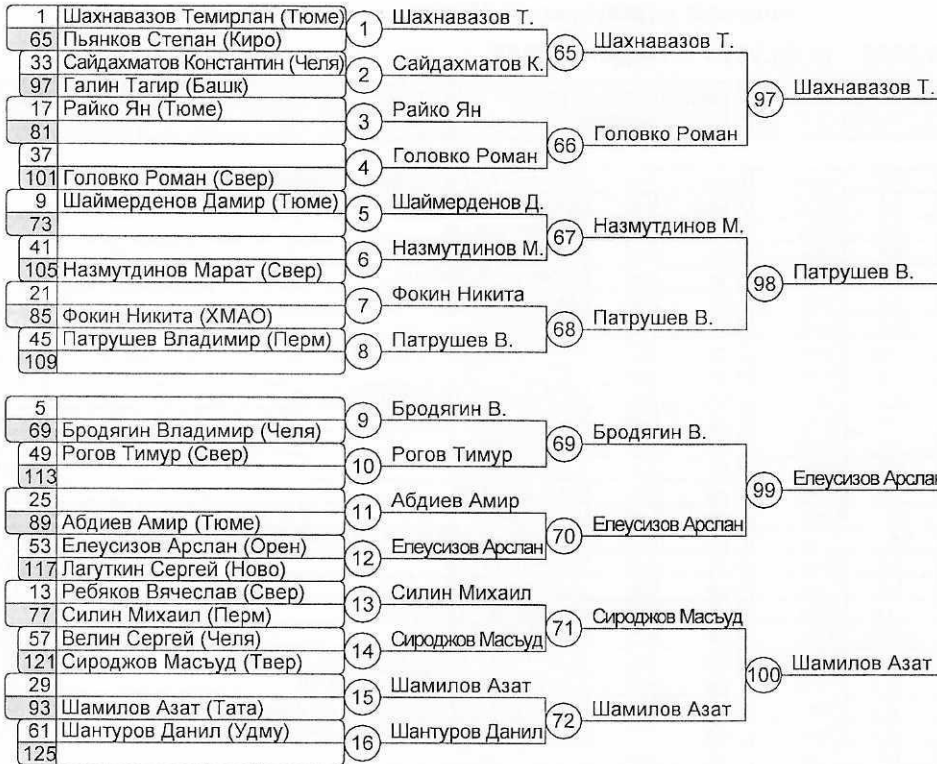 1 Шахнавазов Темирлан (Тюме)
65 Пьянков Степан (Киро)
33 Сайдахматов Константин (Челя)
97 Галин Тагир (Башк)
17 Райко Ян (Тюме)
81
37
101 Головко Роман (Свер)
9 Шаймерденов Дамир (Тюме)
73
41
105 Назмутдинов Марат (Свер)
21
85 Фокин Никита (ХМАО)
45 Патрушев Владимир (Перм)
109
5
69 Бродягин Владимир (Челя)
49 Рогов Тимур (Свер)
113
25
89 Абдиев Амир (Тюме)
53 Елеусизов Арслан (Орен)
117 Лагуткин Сергей (Ново)
13 Ребяков Вячеслав (Свер)
77 Силин Михаил (Перм)
57 Велин Сергей (Челя)
121 Сироджов Масъуд (Твер)
29
93 Шамилов Азат (Тата)
61 Шантуров Данил (Удму)
125
1 Шахнавазов Т.
2 Сайдахматов К.
3 Райко Ян
4 Головко Роман
5 Шаймерденов Д.
6 Назмутдинов М.
7 Фокин Никита
8 Патрушев В.
9 Бродягин В.
10 Рогов Тимур
11 Абдиев Амир
12 Елеусизов Арслан
13 Силин Михаил
14 Сироджов Масъуд
15 Шамилов Азат
16 Шантуров Данил
65 Шахнавазов Т.
66 Головко Роман
67 Назмутдинов М.
68 Патрушев В.
69 Бродягин В.
70 Елеусизов Арслан
71 Сироджов Масъуд
72 Шамилов Азат
97 Шахнавазов Т.
98 Патрушев В.
99 Елеусизов Арслан
100 Шамилов Азат